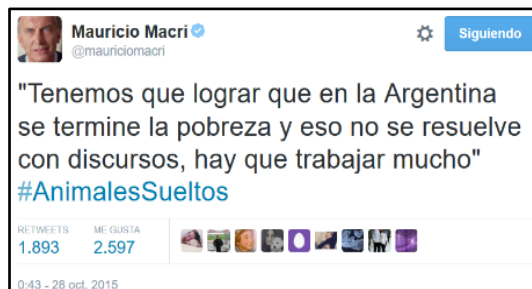 Mauricio Macri
@mauriciomacri
Siguiendo
"Tenemos que lograr que en la Argentina
se termine la pobreza y eso no se resuelve
con discursos, hay que trabajar mucho"
#AnimalesSueltos
RETWEETS ME GUSTA
1.893 2.597
0:43 - 28 oct. 2015